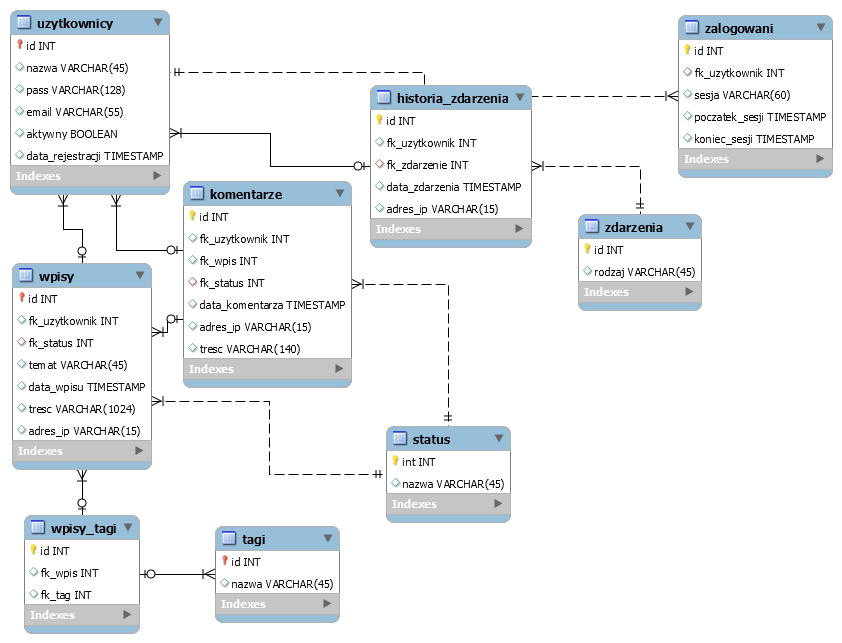 uzytkownicy
id INT
nazwa VARCHAR(45)
pass VARCHAR(128)
email VARCHAR(55)
aktywny BOOLEAN
data_rejestracji TIMESTAMP
Indexes
historia_zdarzenia
id INT
fk_uzytkownik INT
fk_zdarzenie INT
data_zdarzenia TIMESTAMP
adres_ip VARCHAR(15)
Indexes
zalogowani
id INT
fk_uzytkownik INT
sesja VARCHAR(60)
poczatek_sesji TIMESTAMP
koniec_sesji TIMESTAMP
Indexes
komentarze
id INT
fk_uzytkownik INT
fk_wpis INT
fk_status INT
data_komentarza TIMESTAMP
adres_ip VARCHAR(15)
tresc VARCHAR(140)
Indexes
zdarzenia
id INT
rodzaj VARCHAR(45)
Indexes
wpisy
id INT
fk_uzytkownik INT
fk_status INT
temat VARCHAR(45)
data_wpisu TIMESTAMP
tresc VARCHAR(1024)
adres_ip VARCHAR(15)
Indexes
status
int INT
nazwa VARCHAR(45)
Indexes
wpisy_tagi
id INT
fk_wpis INT
fk_tag INT
Indexes
tagi
id INT
nazwa VARCHAR(45)
Indexes